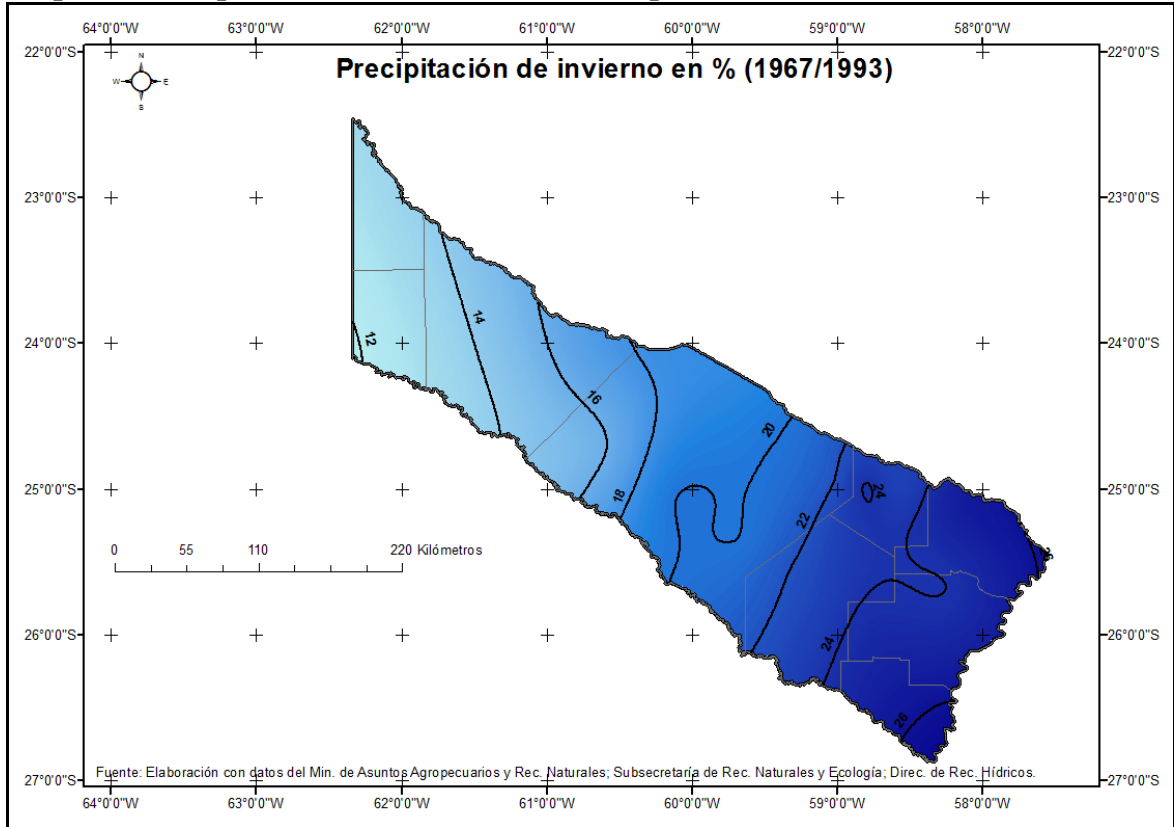 64°0'0"W 63°0'0"W 62°0'0"W 61°0'0"W 60°0'0"W 59°0'0"W 58°0'0"W
22°0'0"S 22°0'0"S
Precipitación de invierno en % (1967/1993)
N
W E
S
23°0'0"S 23°0'0"S
12
14
24°0'0"S 24°0'0"S
16
18
20
22
24
25°0'0"S 25°0'0"S
26
0 55 110 220 Kilómetros
24
26°0'0"S 26°0'0"S
26
Fuente: Elaboración con datos del Min. de Asuntos Agropecuarios y Rec. Naturales; Subsecretaría de Rec. Naturales y Ecología; Direc. de Rec. Hídricos.
27°0'0"S 27°0'0"S
64°0'0"W 63°0'0"W 62°0'0"W 61°0'0"W 60°0'0"W 59°0'0"W 58°0'0"W